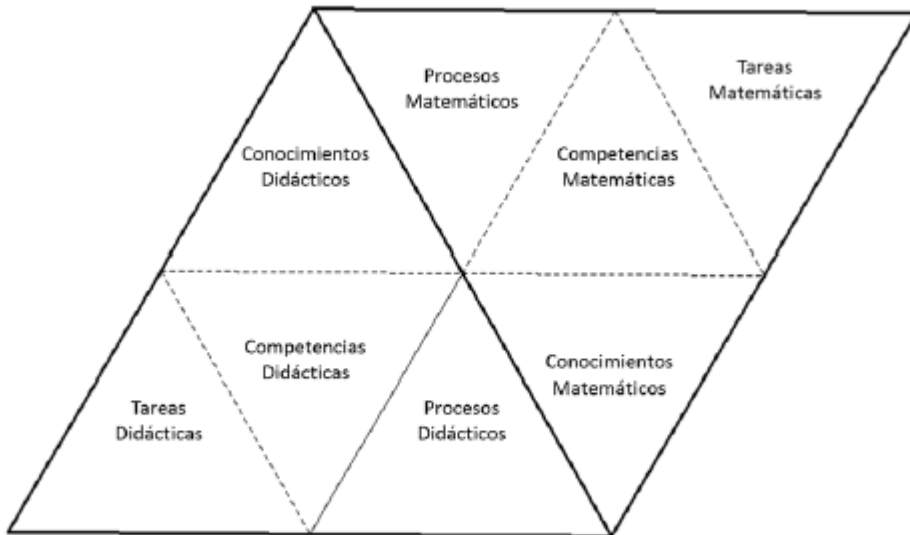 Procesos
Matemáticos
Tareas
Matemáticas
Conocimientos
Didácticos
Competencias
Matemáticas
Competencias
Didácticas
Conocimientos
Matemáticos
Tareas
Didácticas
Procesos
Didácticos